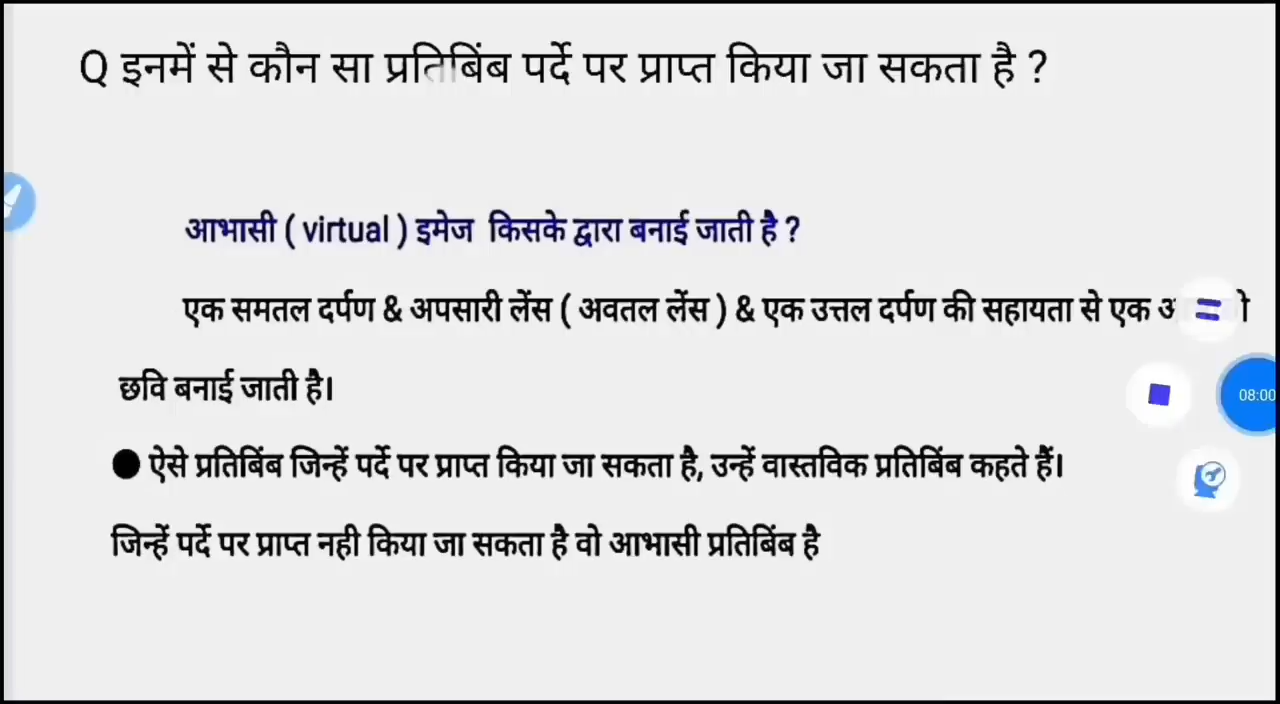 Q इनमें से कौन सा प्रतिबिंब पर्दे पर प्राप्त किया जा सकता है ?
आभासी ( virtual ) इमेज किसके द्वारा बनाई जाती है ?
एक समतल दर्पण & अपसारी लेंस ( अवतल लेंस ) & एक उत्तल दर्पण की सहायता से एक
छवि बनाई जाती है।
08:00
● ऐसे प्रतिबिंब जिन्हें पर्दे पर प्राप्त किया जा सकता है, उन्हें वास्तविक प्रतिबिंब कहते हैं।
जिन्हें पर्दे पर प्राप्त नही किया जा सकता है वो आभासी प्रतिबिंब है